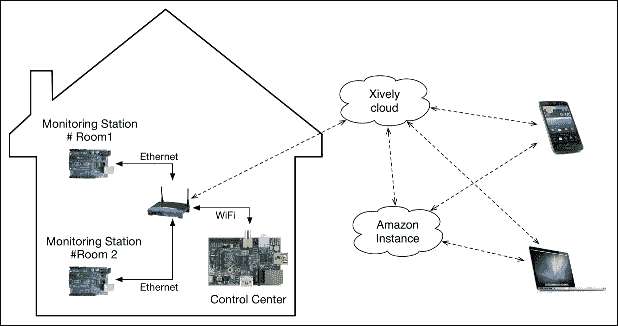 Monitoring Station
# Room1
Ethernet
WiFi
Monitoring Station
#Room 2
Ethernet
Control Center
Xively
cloud
Amazon
Instance